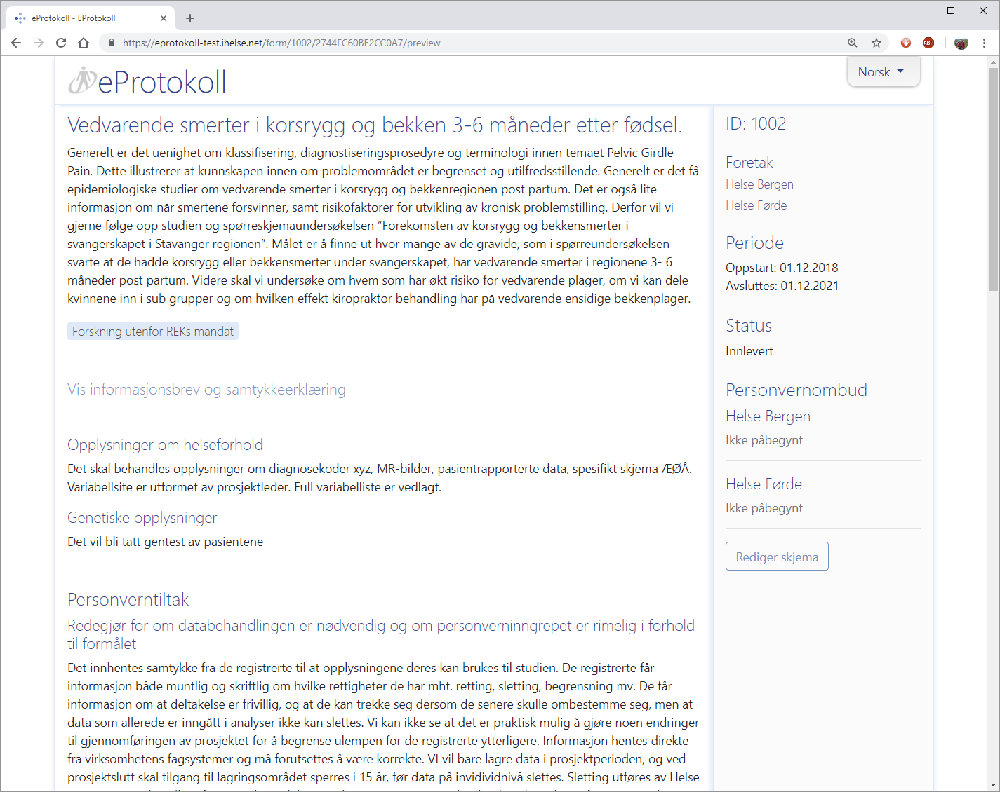 eProtokoll - EProtokoll
https://eprotokoll-test.ihelse.net/form/1002/2744FC60BE2CC0A7/preview
ABP
eProtokoll
Norsk
Vedvarende smerter i korsrygg og bekken 3-6 måneder etter fødsel.
Generelt er det uenighet om klassifisering, diagnostiseringsprosedyre og terminologi innen temaet Pelvic Girdle
Pain. Dette illustrerer at kunnskapen innen om problemområdet er begrenset og utilfredsstillende. Generelt er det få
epidemiologiske studier om vedvarende smerter i korsrygg og bekkenregionen post partum. Det er også lite
informasjon om når smertene forsvinner, samt risikofaktorer for utvikling av kronisk problemstilling. Derfor vil vi
gjerne følge opp studien og spørreskjemaundersøkelsen ”Forekomsten av korsrygg og bekkensmerter i
svangerskapet i Stavanger regionen”. Målet er å finne ut hvor mange av de gravide, som i spørreundersøkelsen
svarte at de hadde korsrygg eller bekkensmerter under svangerskapet, har vedvarende smerter i regionene 3- 6
måneder post partum. Videre skal vi undersøke om hvem som har økt risiko for vedvarende plager, om vi kan dele
kvinnene inn i sub grupper og om hvilken effekt kiropraktor behandling har på vedvarende ensidige bekkenplager.
Forskning utenfor REKs mandat
Vis informasjonsbrev og samtykkeerklæring
Opplysninger om helseforhold
Det skal behandles opplysninger om diagnosekoder xyz, MR-bilder, pasientrapporterte data, spesifikt skjema ÆØÅ.
Variabellsite er utformet av prosjektleder. Full variabelliste er vedlagt.
Genetiske opplysninger
Det vil bli tatt gentest av pasientene
Personverntiltak
Redegjør for om databehandlingen er nødvendig og om personverninngrepet er rimelig i forhold
til formålet
Det innhentes samtykke fra de registrerte til at opplysningene deres kan brukes til studien. De registrerte får
informasjon både muntlig og skriftlig om hvilke rettigheter de har mht. retting, sletting, begrensning mv. De får
informasjon om at deltakelse er frivillig, og at de kan trekke seg dersom de senere skulle ombestemme seg, men at
data som allerede er inngått i analyser ikke kan slettes. Vi kan ikke se at det er praktisk mulig å gjøre noen endringer
til gjennomføringen av prosjektet for å begrense ulempen for de registrerte ytterligere. Informasjon hentes direkte
fra virksomhetens fagsystemer og må forutsettes å være korrekte. VI vil bare lagre data i prosjektperioden, og ved
prosjektslutt skal tilgang til lagringsområdet sperres i 15 år, før data på invidividnivå slettes. Sletting utføres av Helse
ID: 1002
Foretak
Helse Bergen
Helse Førde
Periode
Oppstart: 01.12.2018
Avsluttes: 01.12.2021
Status
Innlevert
Personvernombud
Helse Bergen
Ikke påbegynt
Helse Førde
Ikke påbegynt
Rediger skjema